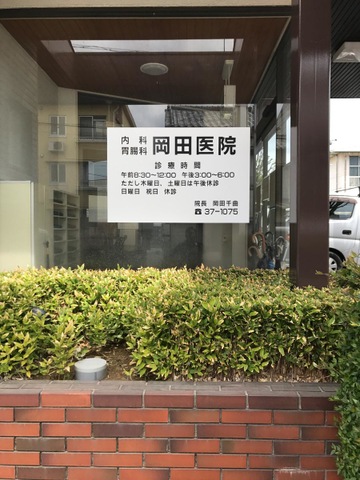 内科
胃腸科
岡田医院
診療時間
午前8:30～12:00 午後3:00～6:00
ただし木曜日、土曜日は午後休診
日曜日 祝日 休診
院長 岡田千曲
☎37-1075